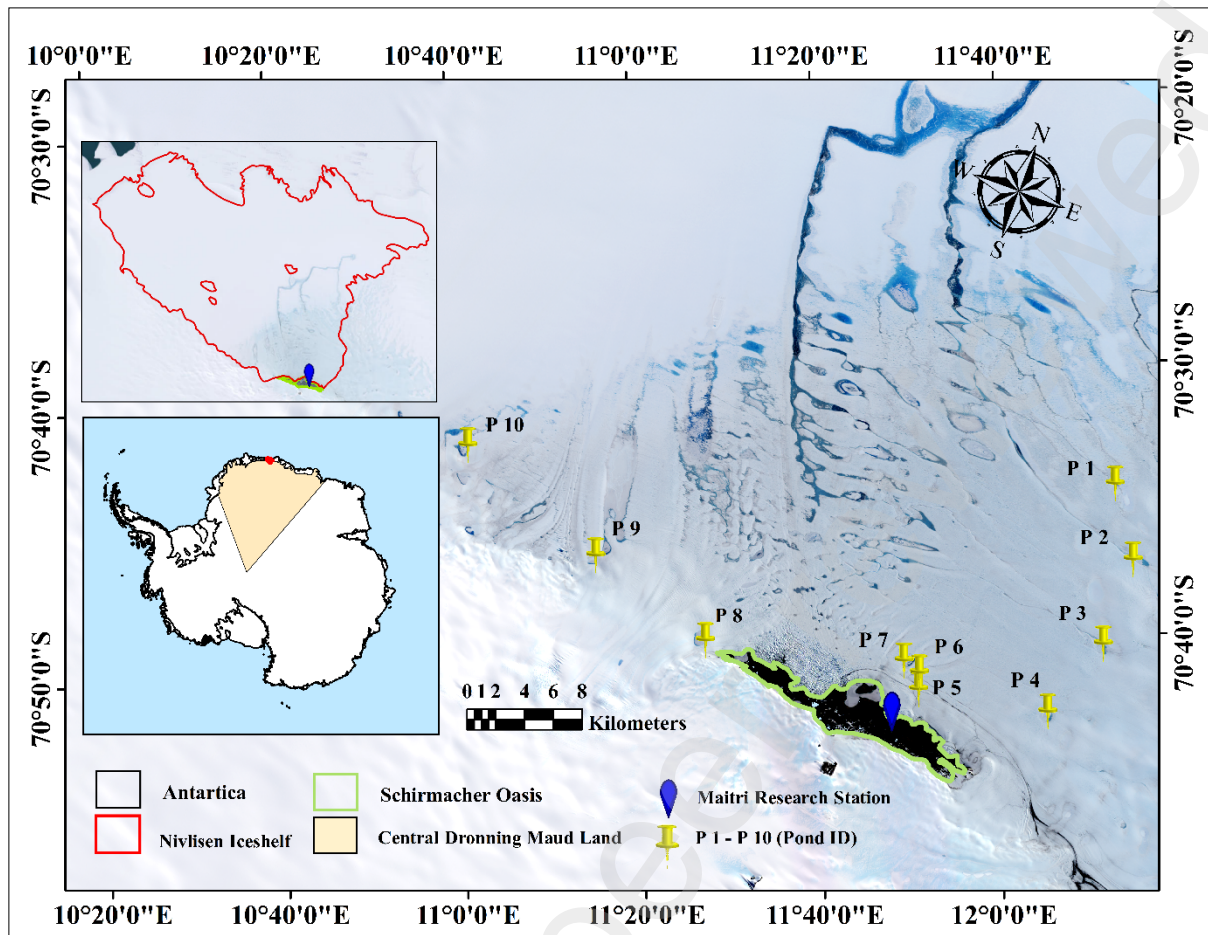 10°0'0"E 10°20'0"E 10°40'0"E 11°0'0"E 11°20'0"E 11°40'0"E
70°20'0"S
70°30'0"S
N
W
E
S
70°30'0"S
70°40'0"S
P 10
P 1
P 9
P 2
P 8
P 3
70°40'0"S
P 7
P 6
P 5
P 4
70°50'0"S
0 1 2 4 6 8
Kilometers
Antartica
Schirmacher Oasis
Maitri Research Station
Nivlisen Iceshelf
Central Dronning Maud Land
P 1 - P 10 (Pond ID)
10°20'0"E 10°40'0"E 11°0'0"E 11°20'0"E 11°40'0"E 12°0'0"E